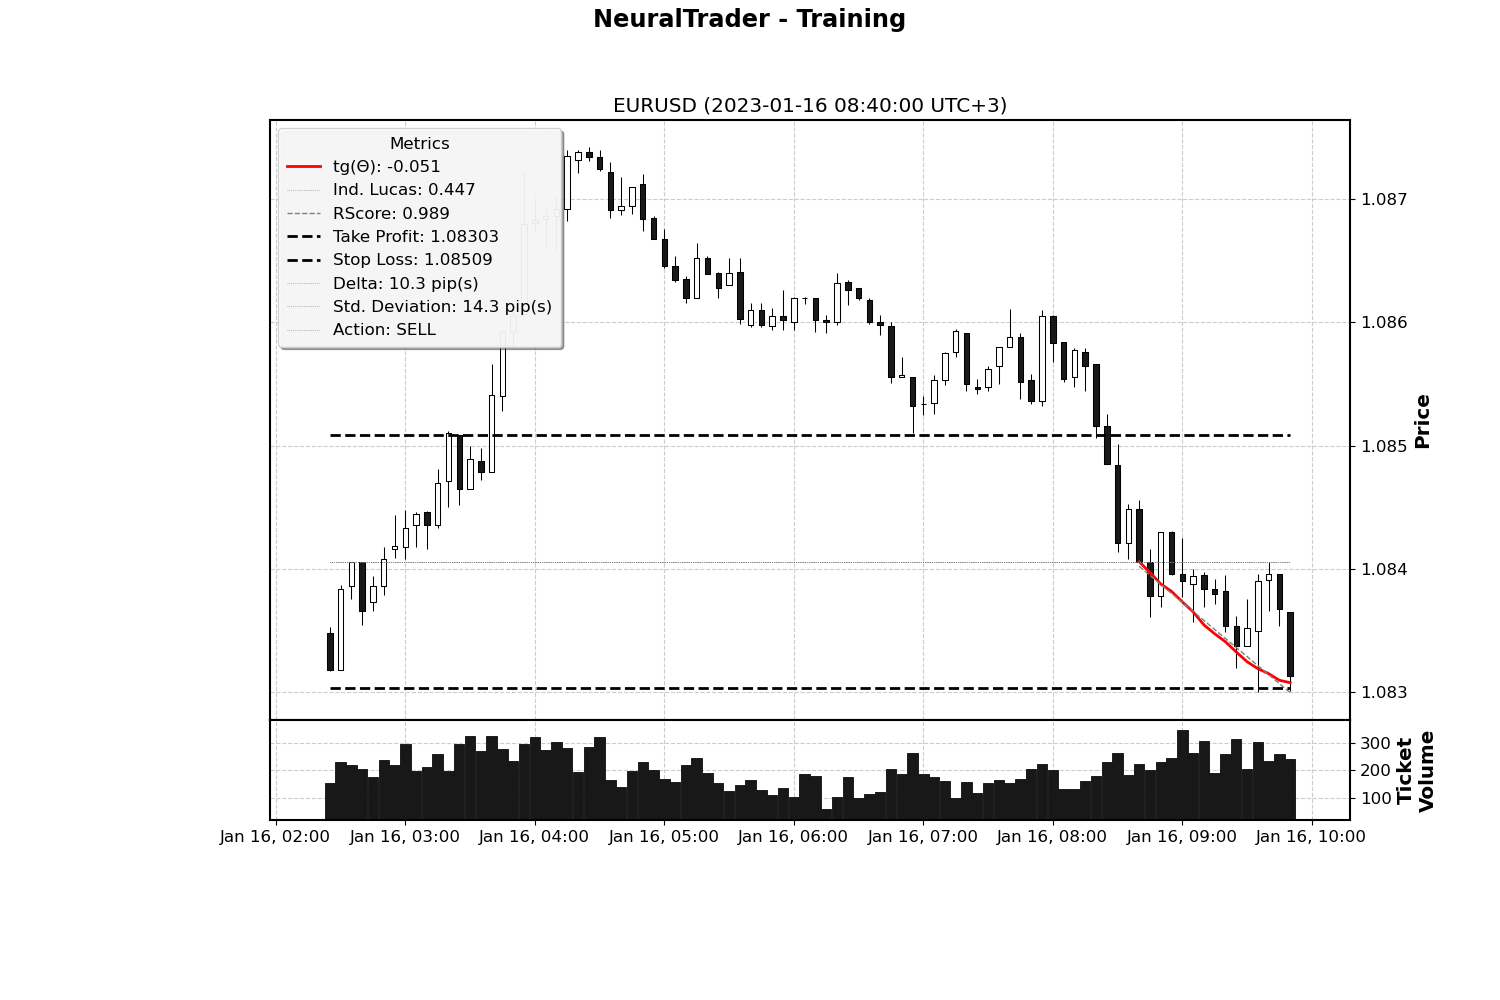 NeuralTrader - Training
EURUSD (2023-01-16 08:40:00 UTC+3)
Metrics
tg(Θ): -0.051
Ind. Lucas: 0.447
RScore: 0.989
Take Profit: 1.08303
Stop Loss: 1.08509
Delta: 10.3 pip(s)
Std. Deviation: 14.3 pip(s)
Action: SELL
1.087
1.086
1.085
1.084
1.083
Price
300
200
100
Ticket
Volume
Jan 16, 02:00
Jan 16, 03:00
Jan 16, 04:00
Jan 16, 05:00
Jan 16, 06:00
Jan 16, 07:00
Jan 16, 08:00
Jan 16, 09:00
Jan 16, 10:00